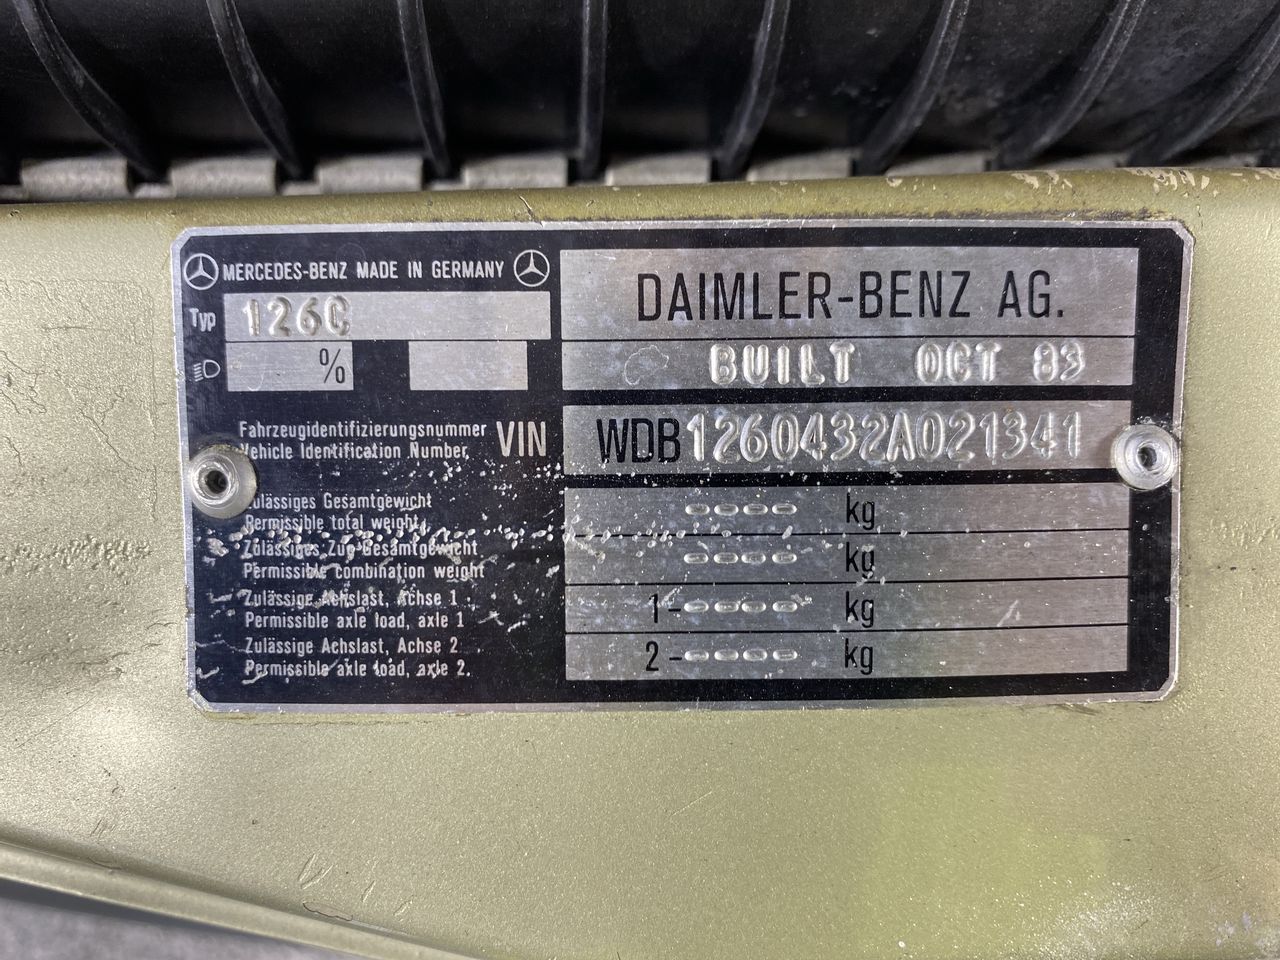 MERCEDES-BENZ MADE IN GERMANY
DAIMLER-BENZ AG.
Typ 126C
%
BUILT OCT 83
Fahrzeugidentifizierungsnummer
Vehicle Identification Number
VIN
WDB1260432A021341
Zulässiges Gesamtgewicht
Permissible total weight
---- kg
Zulässiges Zug-Gesamtgewicht
Permissible combination weight
---- kg
Zulässige Achslast, Achse 1
Permissible axle load, axle 1
1----- kg
Zulässige Achslast, Achse 2
Permissible axle load, axle 2.
2----- kg